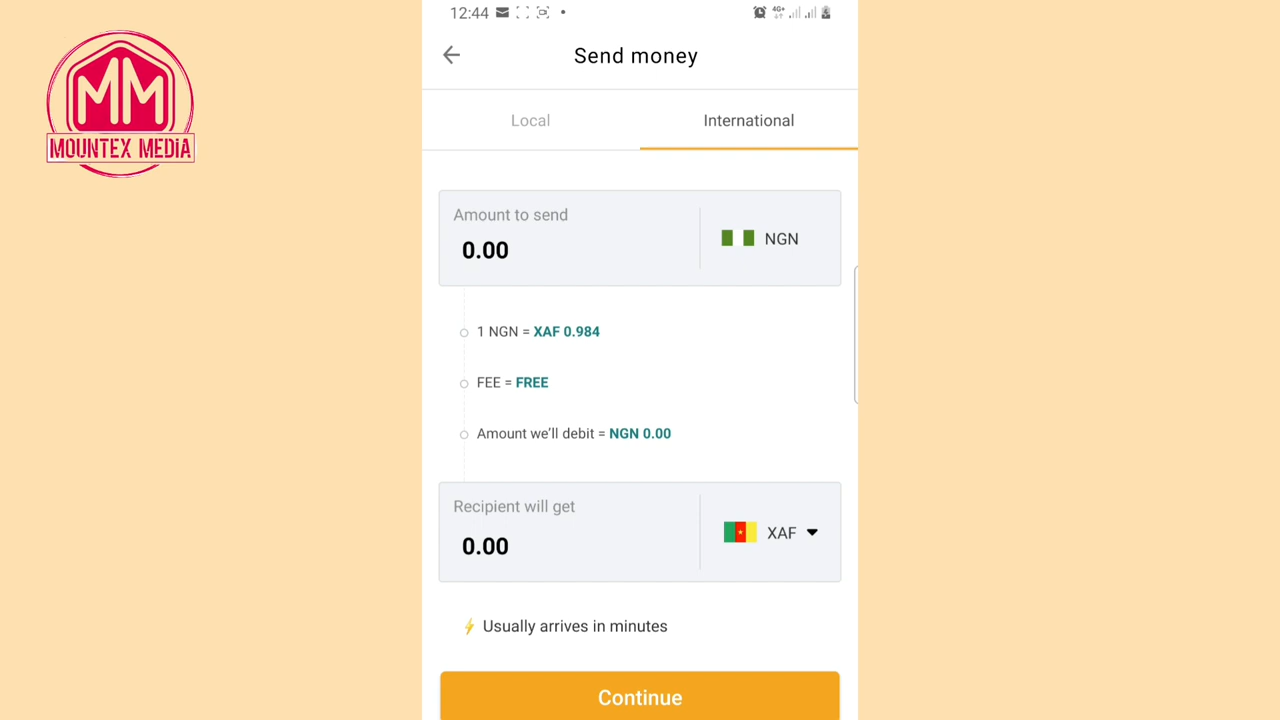 MM
MOUNTEX MEDiA
12:44
4G+
Send money
Local
International
Amount to send
0.00
NGN
1 NGN = XAF 0.984
FEE = FREE
Amount we'll debit = NGN 0.00
Recipient will get
0.00
XAF
Usually arrives in minutes
Continue